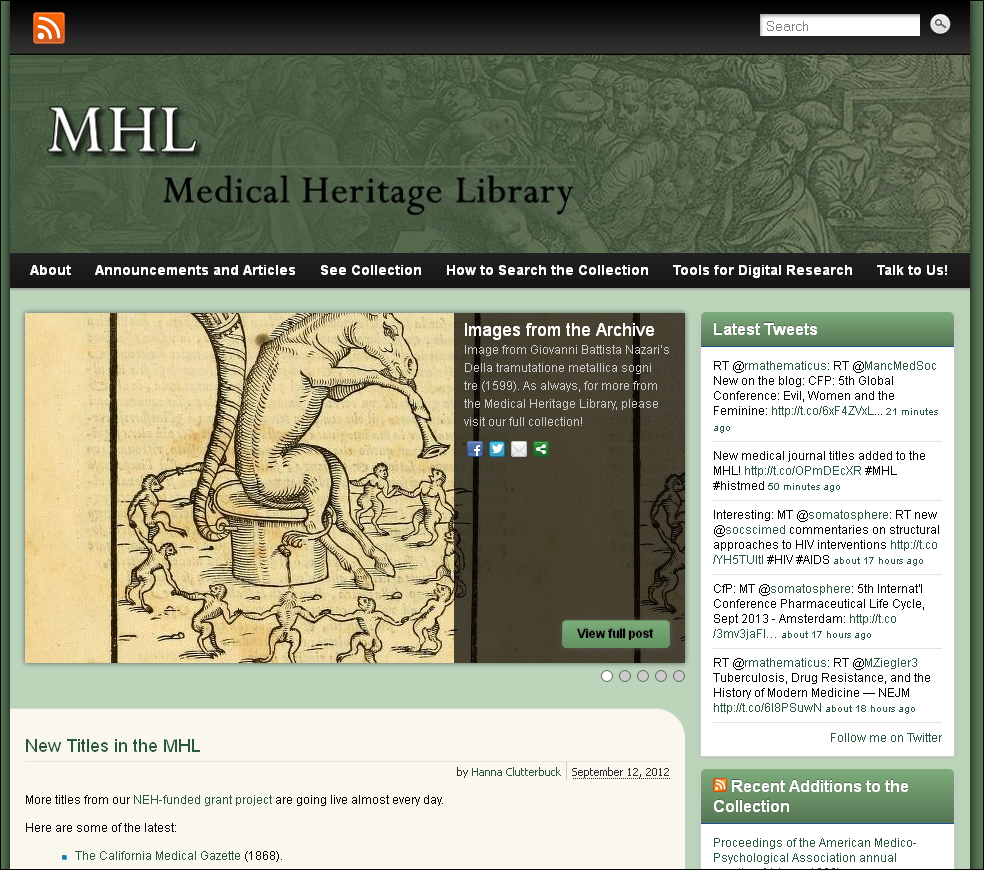 Search
MHL
Medical Heritage Library
About Announcements and Articles See Collection How to Search the Collection Tools for Digital Research Talk to Us!
Images from the Archive
Image from Giovanni Battista Nazari's
Della tramutatione metallica sogni
tre (1599). As always, for more from
the Medical Heritage Library, please
visit our full collection!
View full post
New Titles in the MHL
by Hanna Clutterbuck September 12, 2012
More titles from our NEH-funded grant project are going live almost every day.
Here are some of the latest:
The California Medical Gazette (1868).
Latest Tweets
RT @rmathematicus: RT @MancMedSoc
New on the blog: CFP: 5th Global
Conference: Evil, Women and the
Feminine: http://t.co/6xF4ZVxL... 21 minutes
ago
New medical journal titles added to the
MHL! http://t.co/OPmDEcXR #MHL
#histmed 50 minutes ago
Interesting: MT @somatosphere: RT new
@socscimed commentaries on structural
approaches to HIV interventions http://t.co
/YH5TUltI #HIV #AIDS about 17 hours ago
CfP: MT @somatosphere: 5th Internat'l
Conference Pharmaceutical Life Cycle,
Sept 2013 - Amsterdam: http://t.co
/3mv3jaFI… about 17 hours ago
RT @rmathematicus: RT @MZiegler3
Tuberculosis, Drug Resistance, and the
History of Modern Medicine — NEJM
http://t.co/6I8PSuwN about 18 hours ago
Follow me on Twitter
Recent Additions to the
Collection
Proceedings of the American Medico-
Psychological Association annual